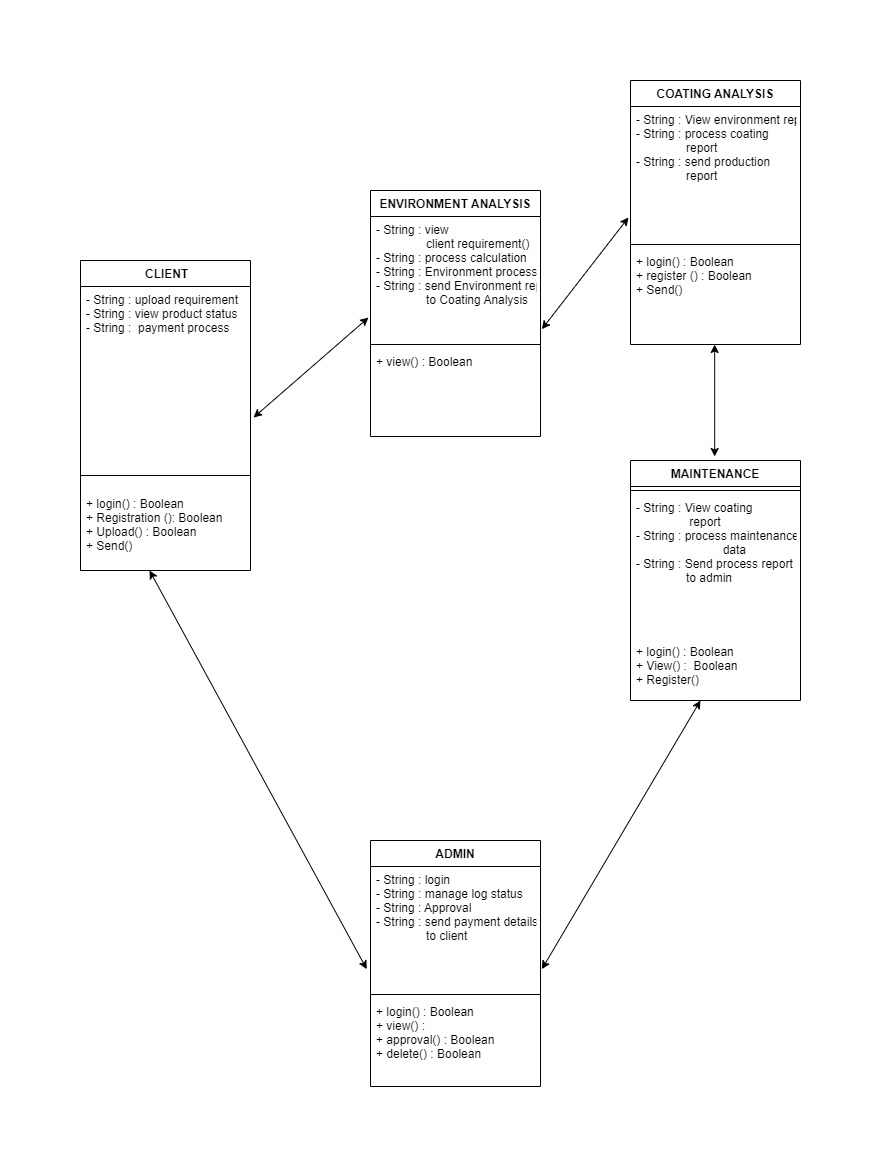 COATING ANALYSIS
- String : View environment
- String : process coating
report
- String : send production
report
+ login() : Boolean
+ register () : Boolean
+ Send()
ENVIRONMENT ANALYSIS
- String : view
client requirement()
- String : process calculation
- String : Environment process
- String : send Environment
to Coating Analysis
+ view() : Boolean
CLIENT
- String : upload requirement
- String : view product status
- String :  payment process
+ login() : Boolean
+ Registration (): Boolean
+ Upload() : Boolean
+ Send()
MAINTENANCE
- String : View coating
report
- String : process maintenance
data
- String : Send process report
to admin
+ login() : Boolean
+ View() :  Boolean
+ Register()
ADMIN
- String : login
- String : manage log status
- String : Approval
- String : send payment details
to client
+ login() : Boolean
+ view() :
+ approval() : Boolean
+ delete() : Boolean